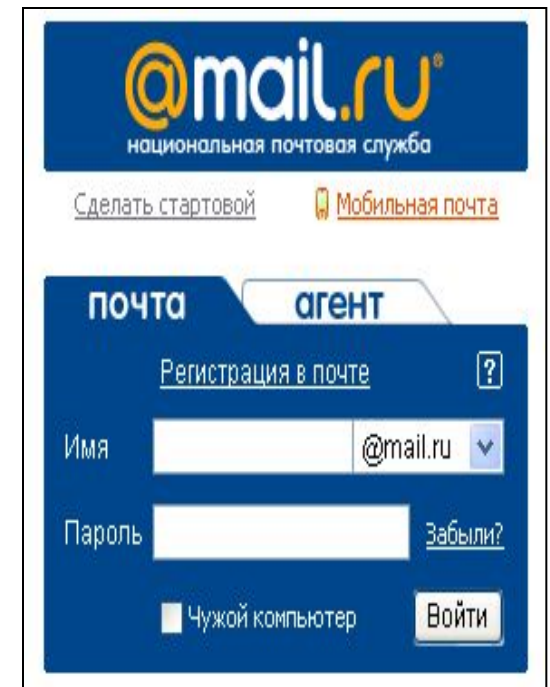 @mail.ru®
национальная почтовая служба
Сделать стартовой Мобильная почта
почта агент
Регистрация в почте ?
Имя @mail.ru
Пароль Забыли?
Чужой компьютер Войти